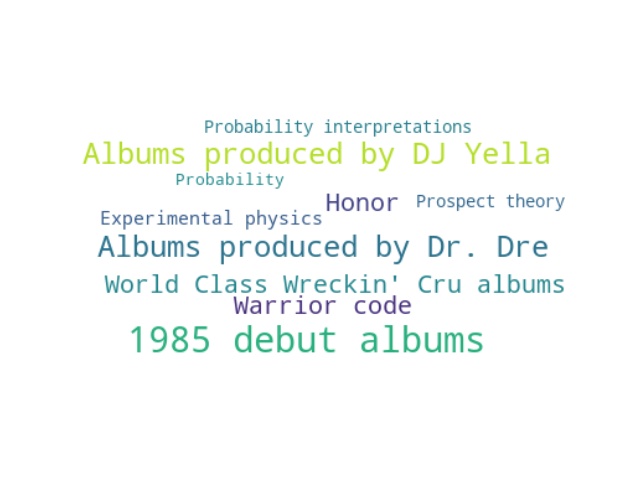 Probability interpretations
Albums produced by DJ Yella
Probability
Honor
Prospect theory
Experimental physics
Albums produced by Dr. Dre
World Class Wreckin' Cru albums
Warrior code
1985 debut albums